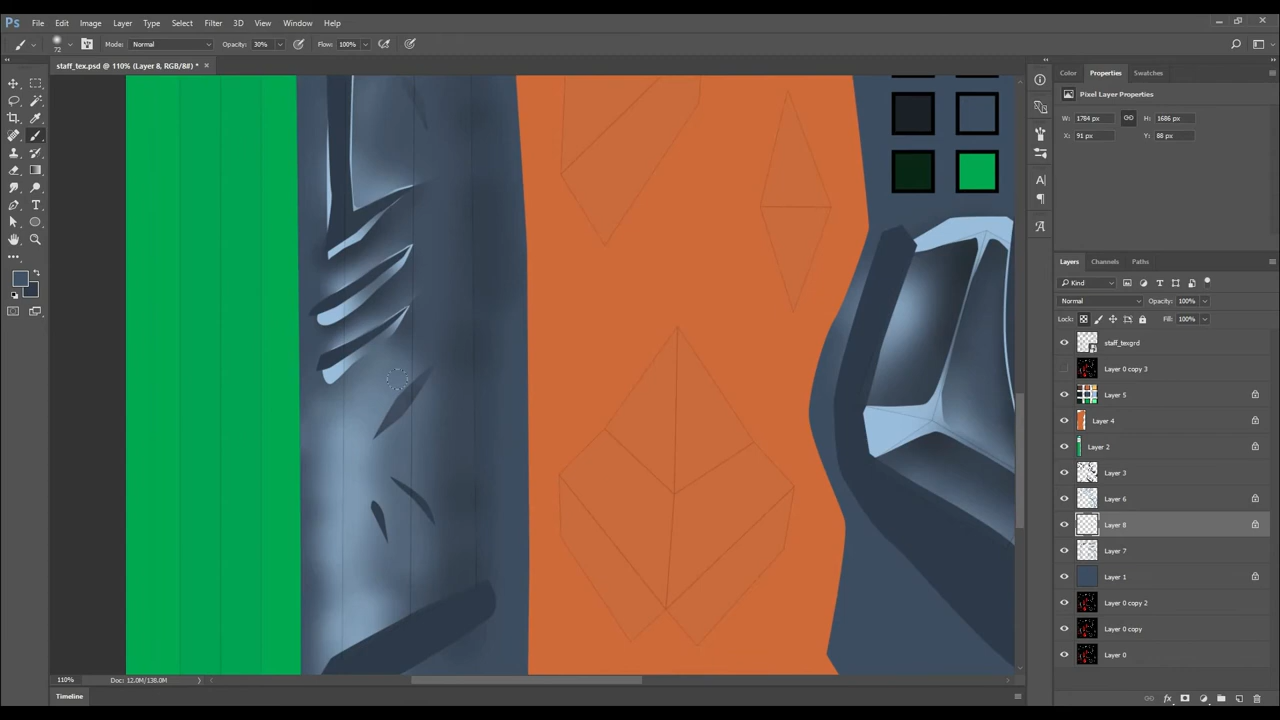 Ps File Edit Image Layer Type Select Filter 3D View Window Help
72 Mode: Normal Opacity: 30% Flow: 100%
staff_tex.psd @ 110% (Layer 8, RGB/8#) * ×
Color Properties Swatches
Pixel Layer Properties
W: 1784 px H: 1686 px
X: 91 px Y: 88 px
Layers Channels Paths
Kind
Normal Opacity: 100%
Lock: Fill: 100%
staff_texgrd
Layer 0 copy 3
Layer 5
Layer 4
Layer 2
Layer 3
Layer 6
Layer 8
Layer 7
Layer 1
Layer 0 copy 2
Layer 0 copy
Layer 0
110% Doc: 12.0M/138.0M
Timeline